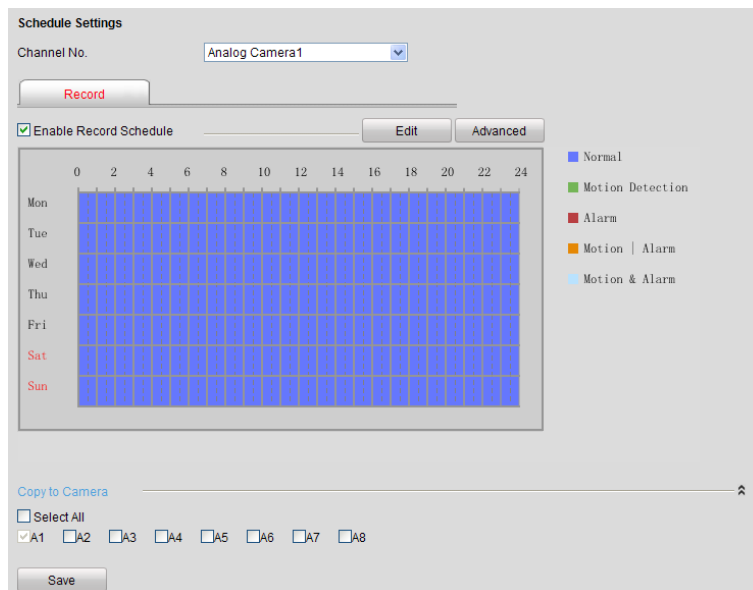 Schedule Settings
Channel No. Analog Camera1
Record
Enable Record Schedule Edit Advanced
0 2 4 6 8 10 12 14 16 18 20 22 24
Mon
Tue
Wed
Thu
Fri
Sat
Sun
Normal
Motion Detection
Alarm
Motion | Alarm
Motion & Alarm
Copy to Camera
Select All
A1 A2 A3 A4 A5 A6 A7 A8
Save